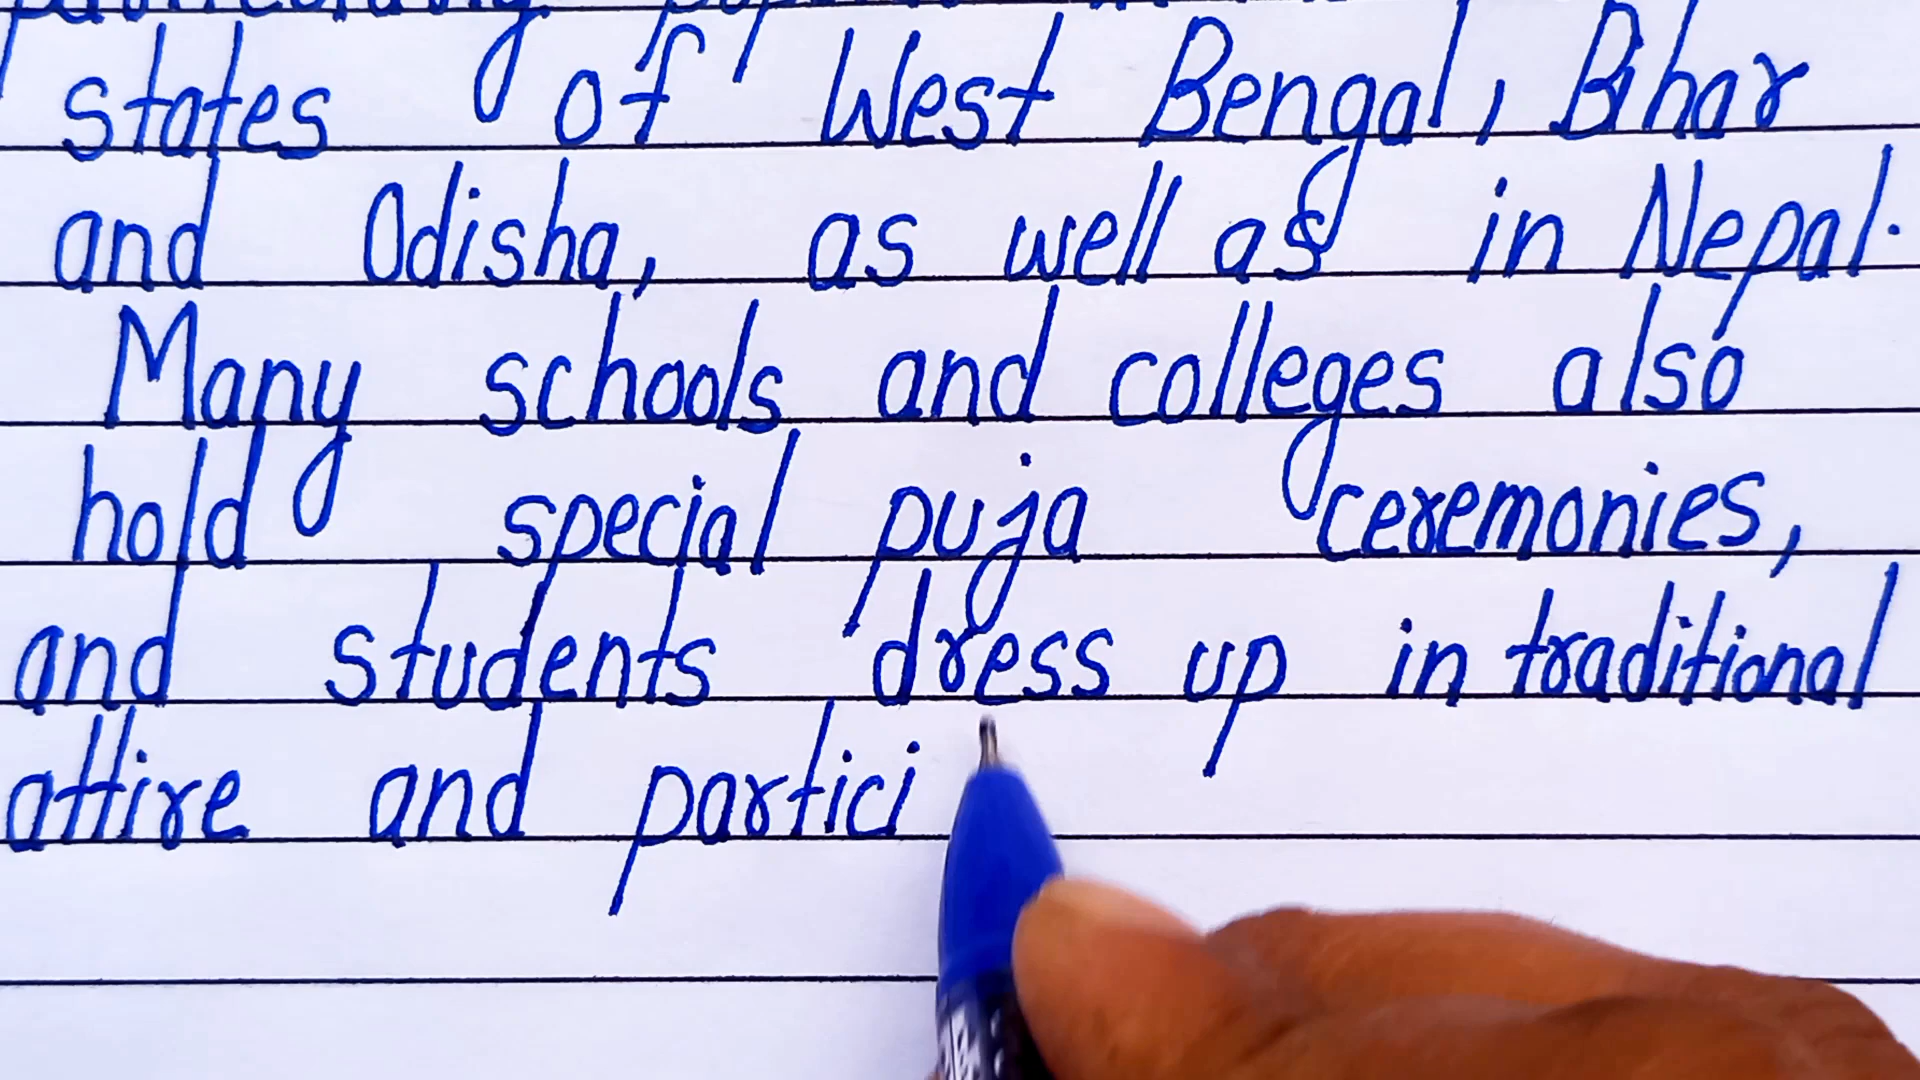 states of West Bengal, Bihar
and Odisha, as well as in Nepal.
Many schools and colleges also
hold special puja ceremonies,
and students dress up in traditional
attire and partici